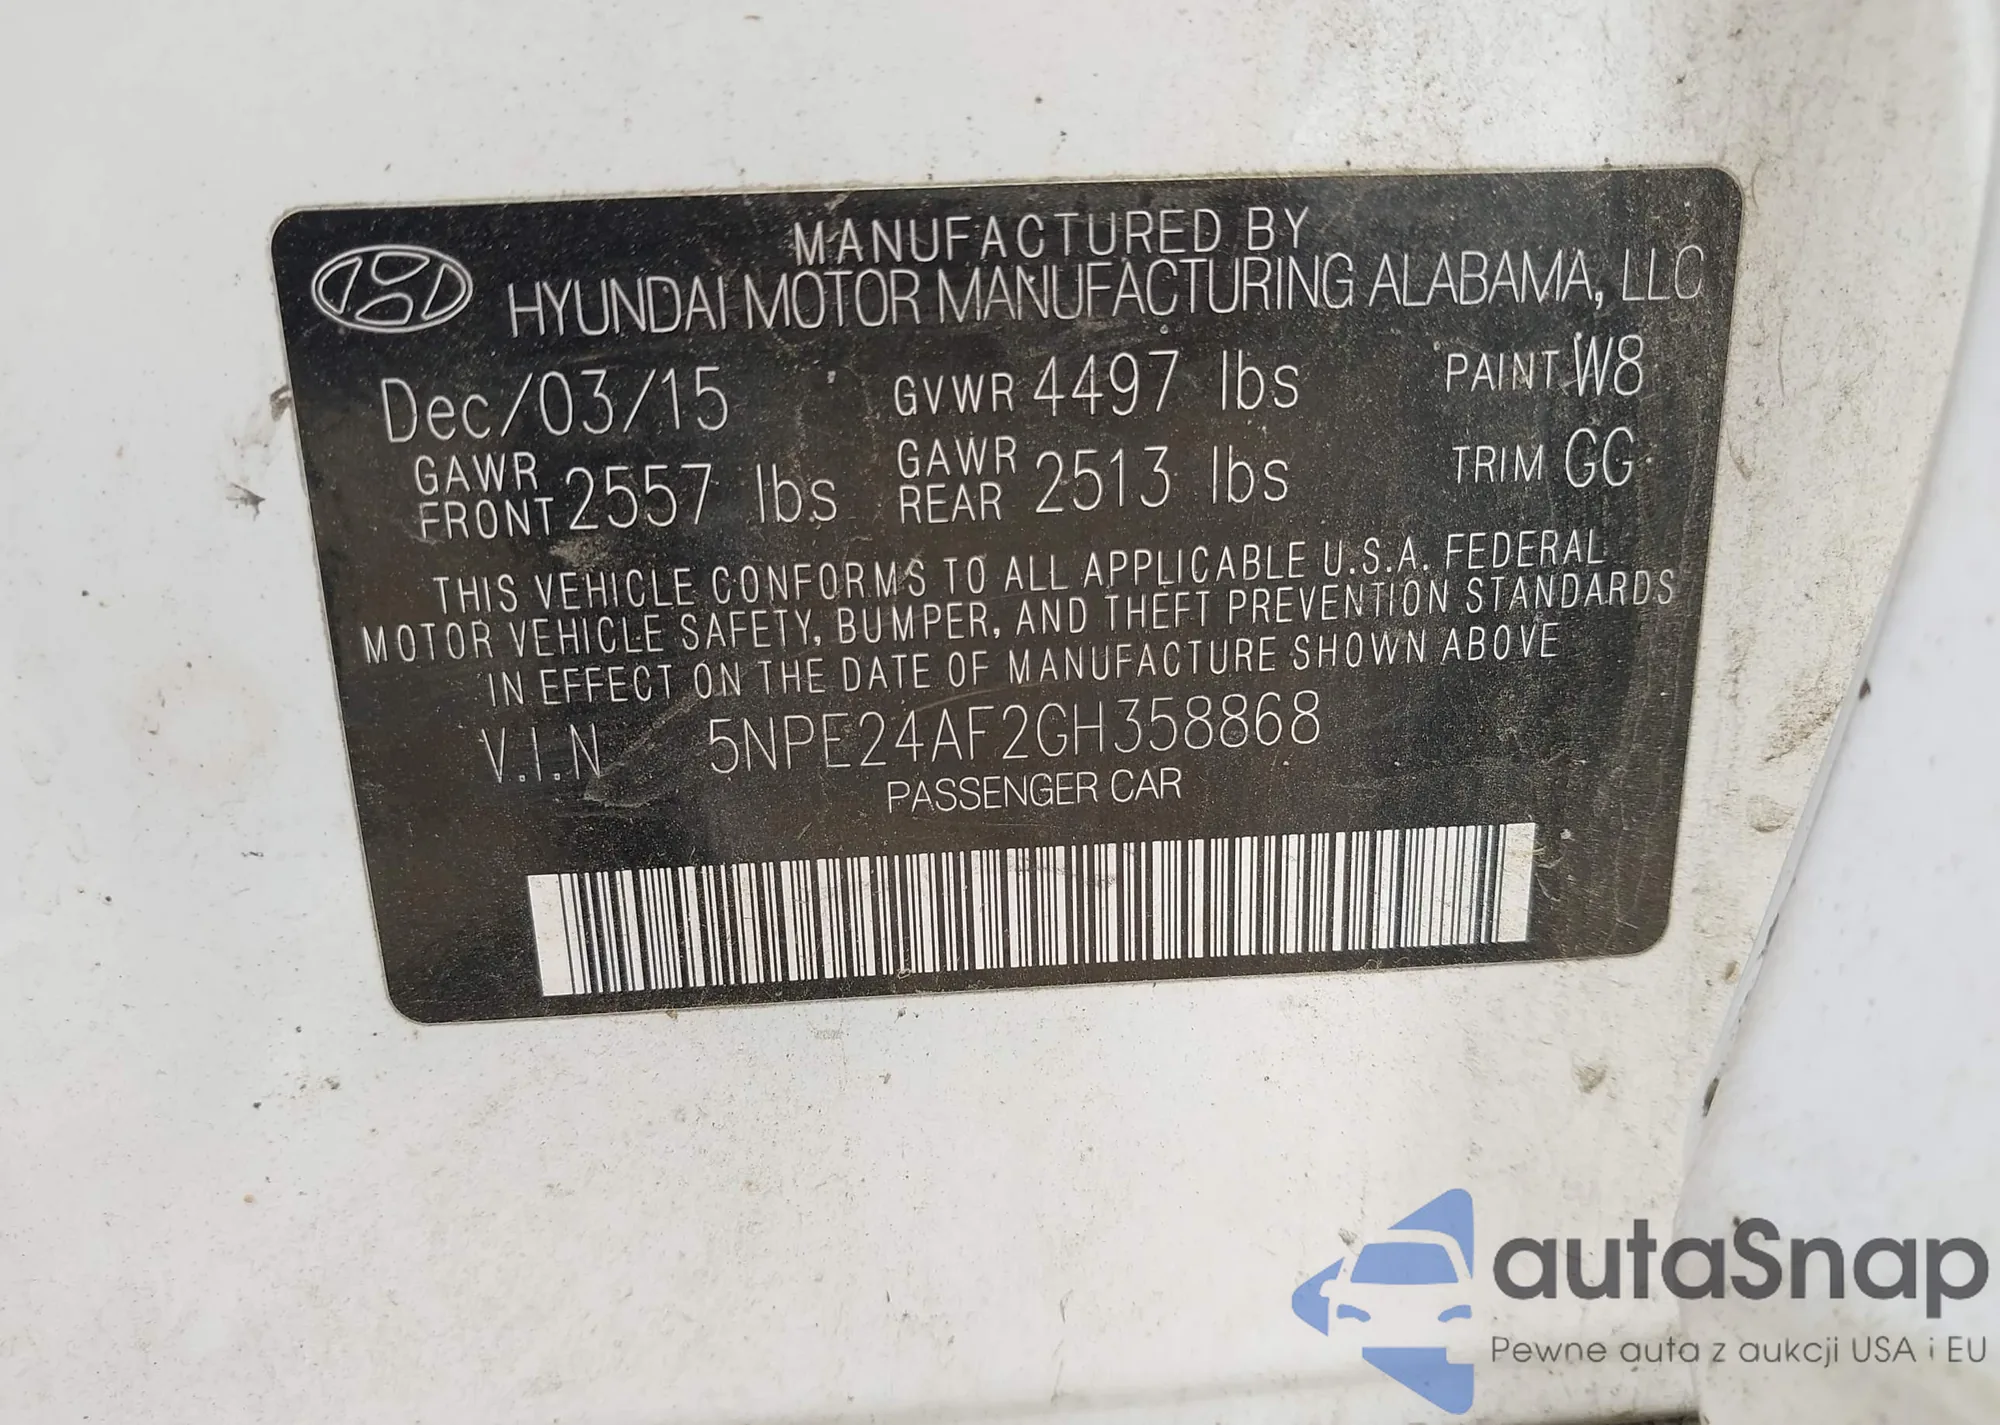 MANUFACTURED BY
HYUNDAI MOTOR MANUFACTURING ALABAMA, LLC
Dec/03/15 GVWR 4497 lbs PAINT W8
GAWR FRONT 2557 lbs GAWR REAR 2513 lbs TRIM GG
THIS VEHICLE CONFORMS TO ALL APPLICABLE U.S.A. FEDERAL
MOTOR VEHICLE SAFETY, BUMPER, AND THEFT PREVENTION STANDARDS
IN EFFECT ON THE DATE OF MANUFACTURE SHOWN ABOVE
V.I.N 5NPE24AF2GH358868
PASSENGER CAR
autaSnap
Pewne auta z aukcji USA i EU